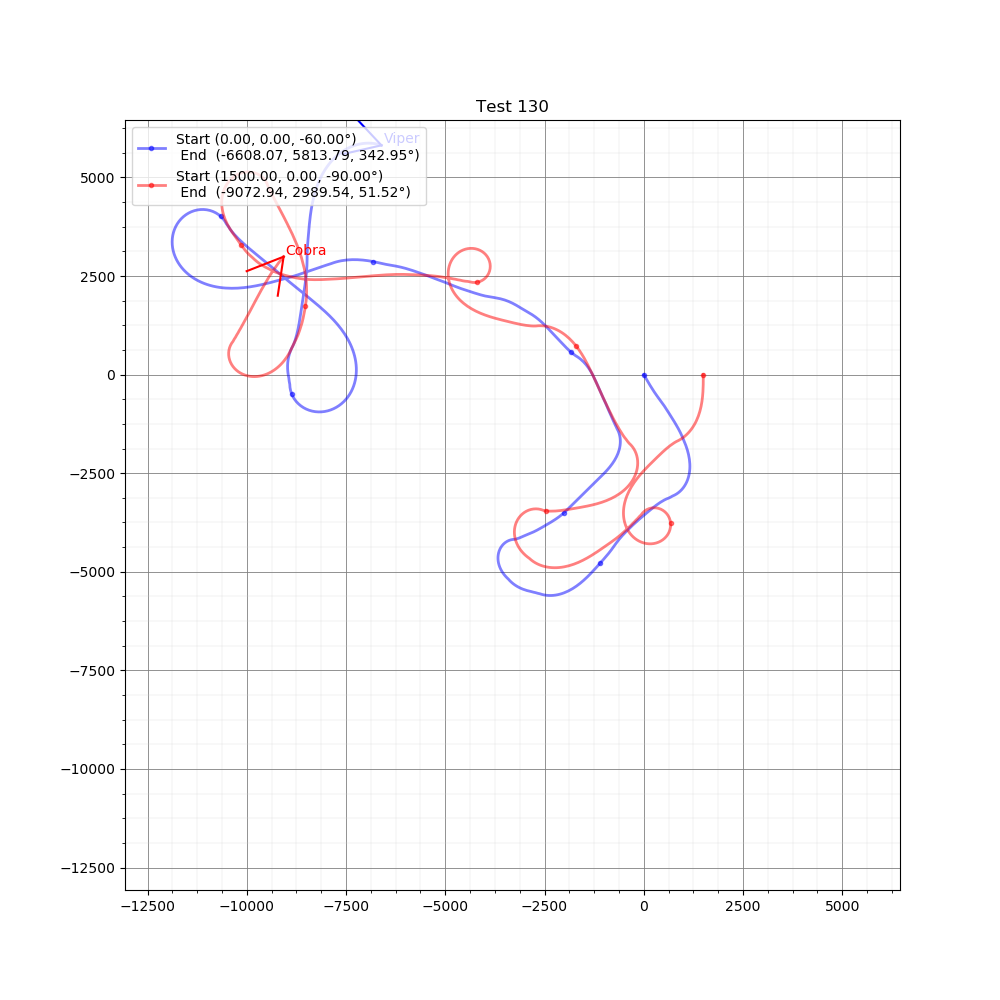 Test 130
Start (0.00, 0.00, -60.00°)
End (-6608.07, 5813.79, 342.95°)
Start (1500.00, 0.00, -90.00°)
End (-9072.94, 2989.54, 51.52°)
Viper
Cobra
5000
2500
0
−2500
−5000
−7500
−10000
−12500
−12500 −10000 −7500 −5000 −2500 0 2500 5000